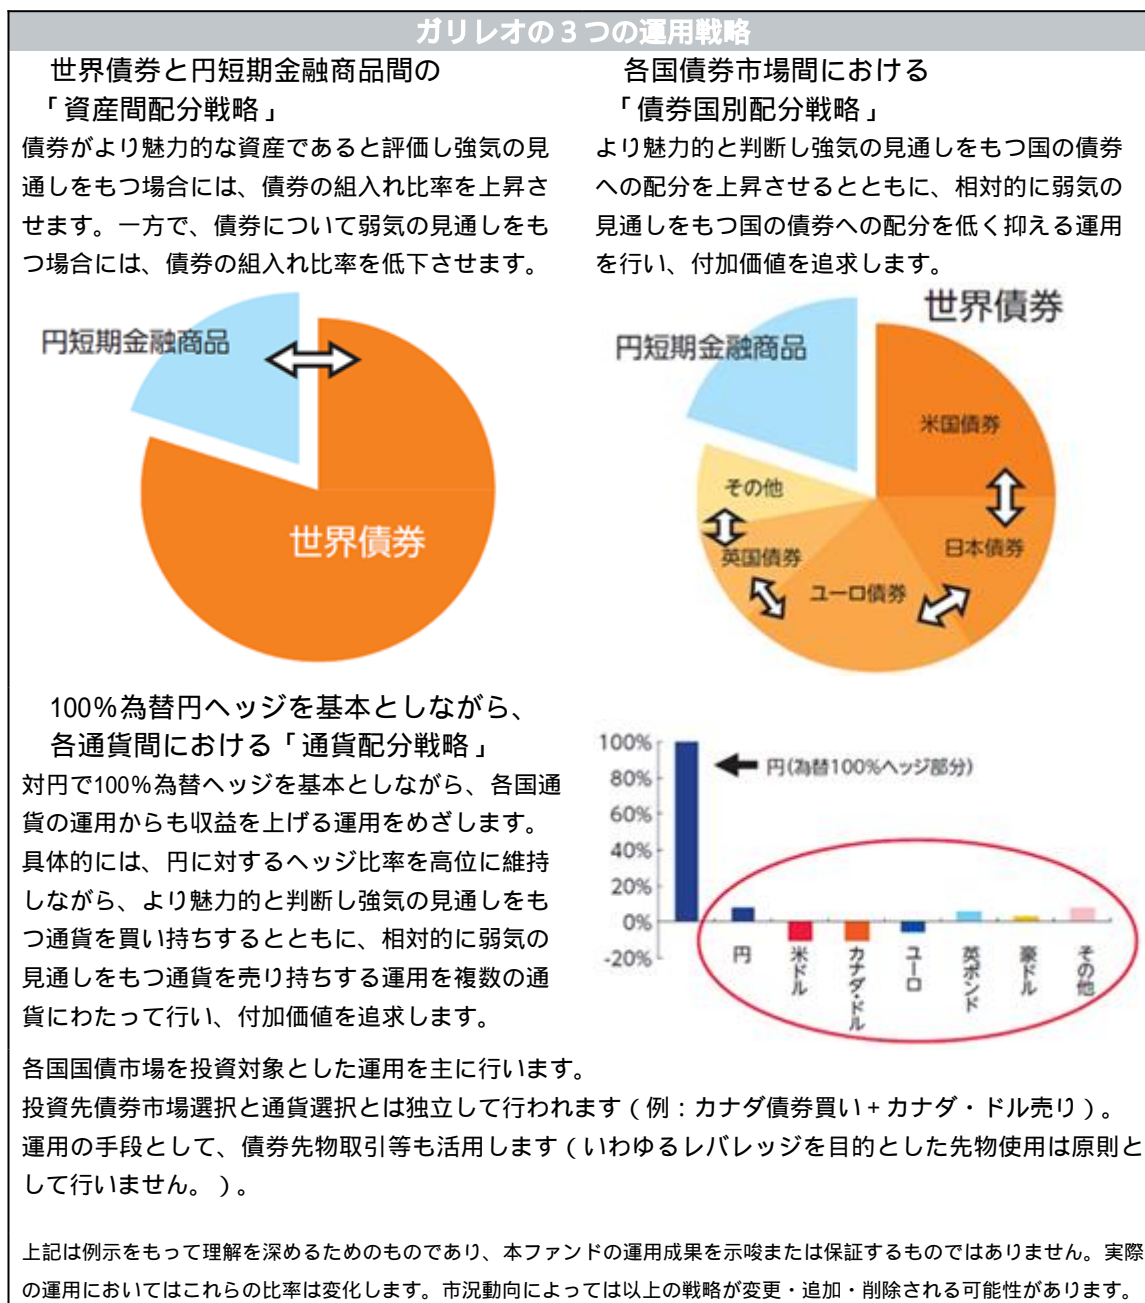 ガリレオの３つの運用戦略
世界債券と円短期金融商品間の
「資産間配分戦略」
債券がより魅力的な資産であると評価し強気の見
通しをもつ場合には、債券の組入れ比率を上昇さ
せます。一方で、債券について弱気の見通しをも
つ場合には、債券の組入れ比率を低下させます。
円短期金融商品
世界債券
各国債券市場間における
「債券国別配分戦略」
より魅力的と判断し強気の見通しをもつ国の債券
への配分を上昇させるとともに、相対的に弱気の
見通しをもつ国の債券への配分を低く抑える運用
を行い、付加価値を追求します。
世界債券
円短期金融商品
米国債券
その他
日本債券
英国債券
ユーロ債券
100％為替円ヘッジを基本としながら、
各通貨間における「通貨配分戦略」
対円で100％為替ヘッジを基本としながら、各国通
貨の運用からも収益を上げる運用をめざします。
具体的には、円に対するヘッジ比率を高位に維持
しながら、より魅力的と判断し強気の見通しをも
つ通貨を買い持ちするとともに、相対的に弱気の
見通しをもつ通貨を売り持ちする運用を複数の通
貨にわたって行い、付加価値を追求します。
100%
円(為替100%ヘッジ部分)
80%
60%
40%
20%
0%
-20%
円
米ドル
カナダ・ドル
ユーロ
英ポンド
豪ドル
その他
各国国債市場を投資対象とした運用を主に行います。
投資先債券市場選択と通貨選択とは独立して行われます（例：カナダ債券買い＋カナダ・ドル売り）。
運用の手段として、債券先物取引等も活用します（いわゆるレバレッジを目的とした先物使用は原則と
して行いません。）。
上記は例示をもって理解を深めるためのものであり、本ファンドの運用成果を示唆または保証するものではありません。実際
の運用においてはこれらの比率は変化します。市況動向によっては以上の戦略が変更・追加・削除される可能性があります。